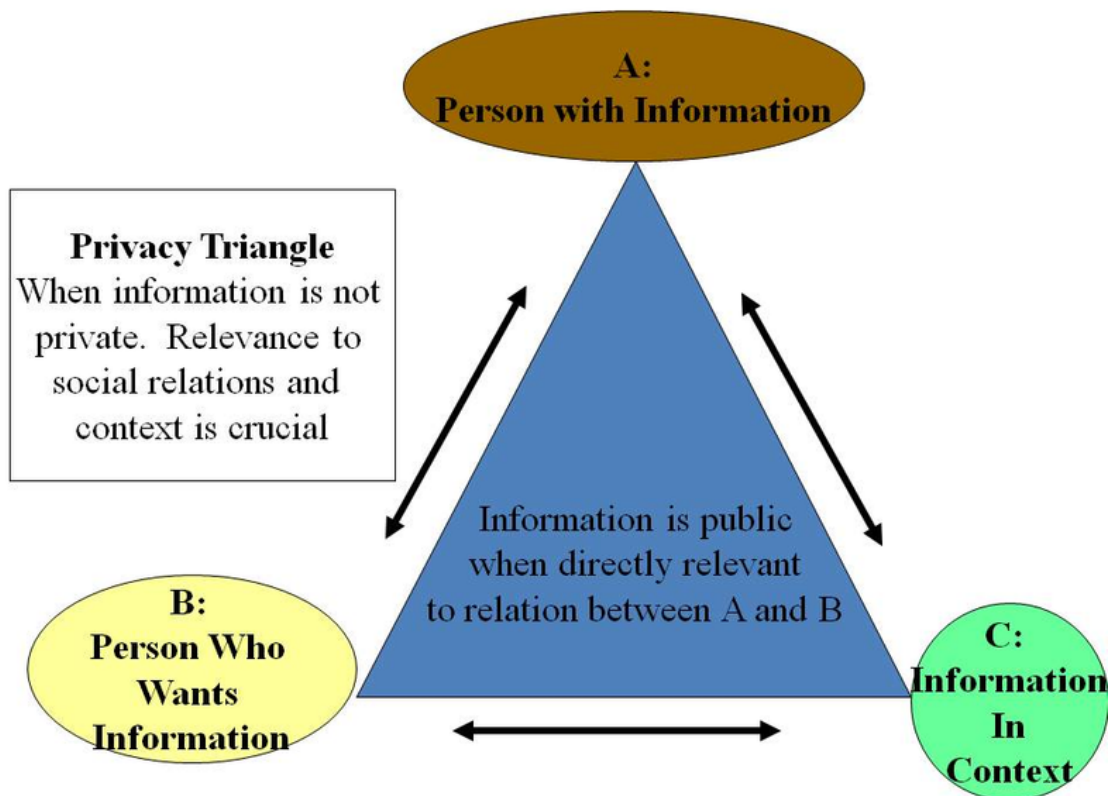 A:
Person with Information
Privacy Triangle
When information is not
private.  Relevance to
social relations and
context is crucial
Information is public
when directly relevant
to relation between A and B
B:
Person Who
Wants
Information
C:
Information
In
Context